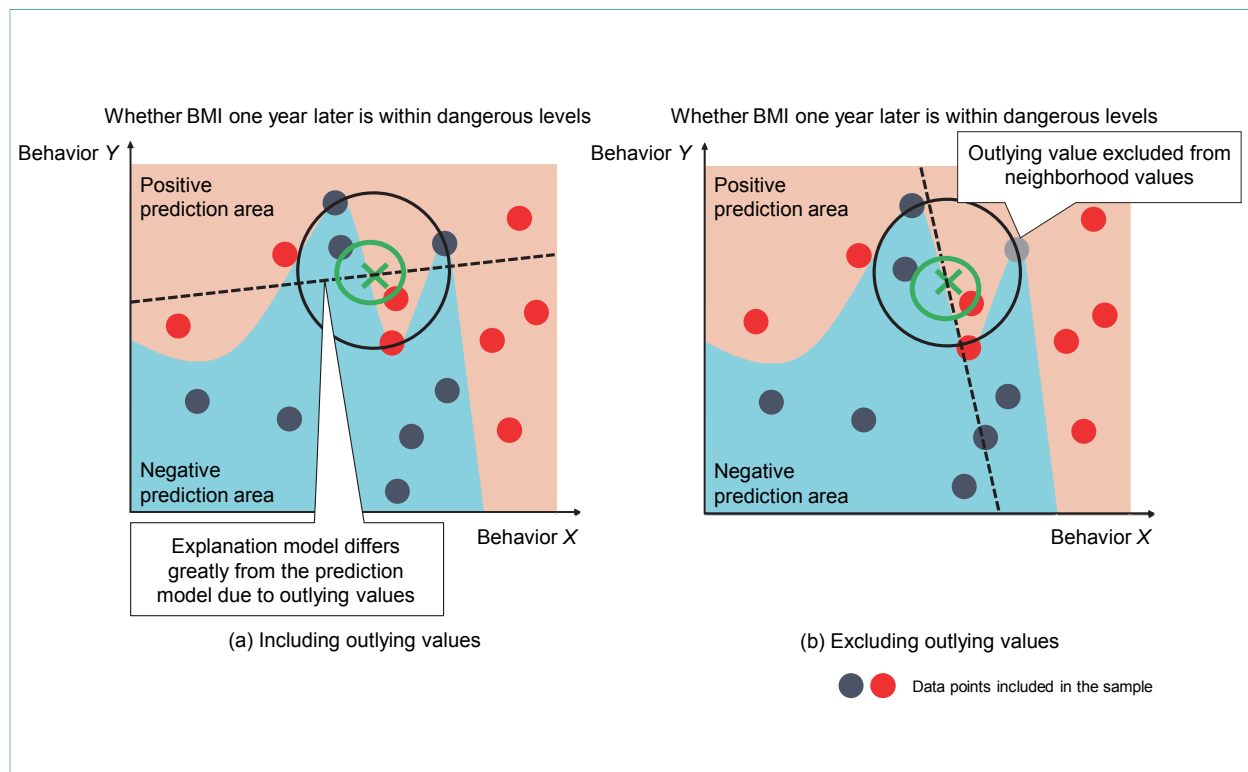 Whether BMI one year later is within dangerous levels
Behavior Y
Positive
prediction area
Negative
prediction area
Behavior X
Explanation model differs
greatly from the prediction
model due to outlying values
(a) Including outlying values
Whether BMI one year later is within dangerous levels
Behavior Y
Outlying value excluded from
neighborhood values
Positive
prediction area
Negative
prediction area
Behavior X
(b) Excluding outlying values
Data points included in the sample